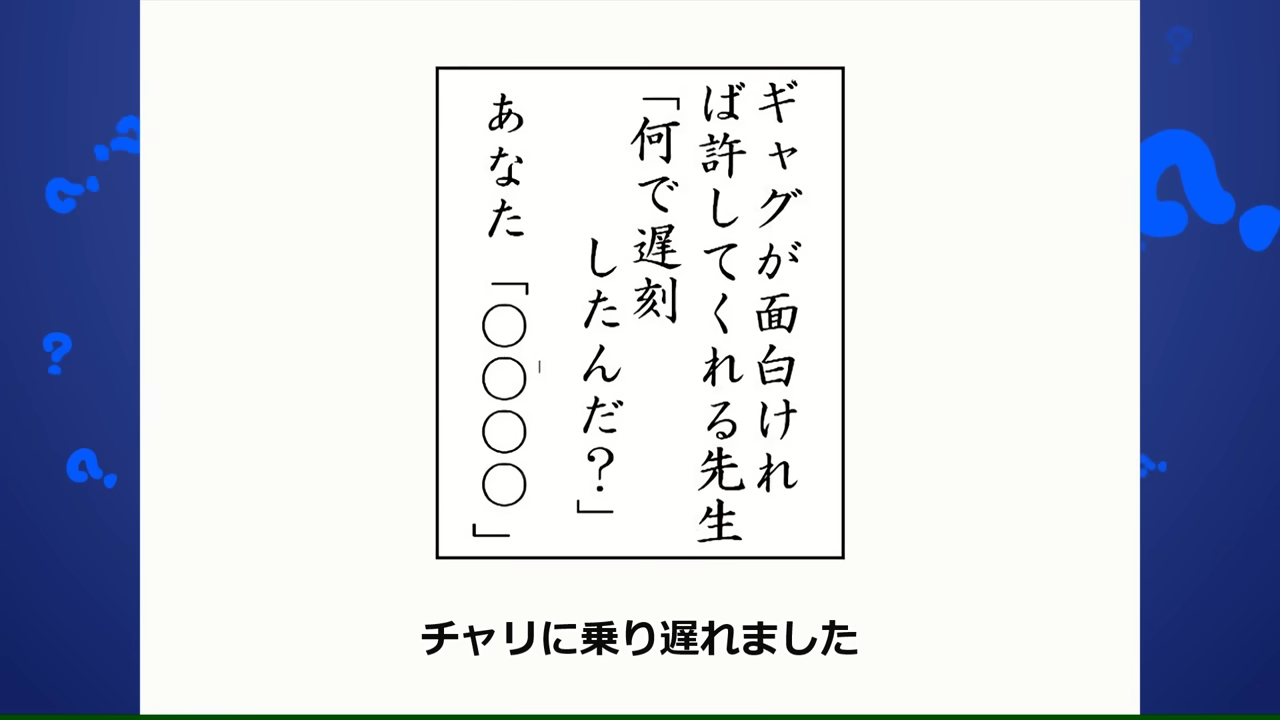 ギャグが面白けれ
ば許してくれる先生
「何で遅刻
したんだ？」
あなた「〇〇〇〇」
チャリに乗り遅れました